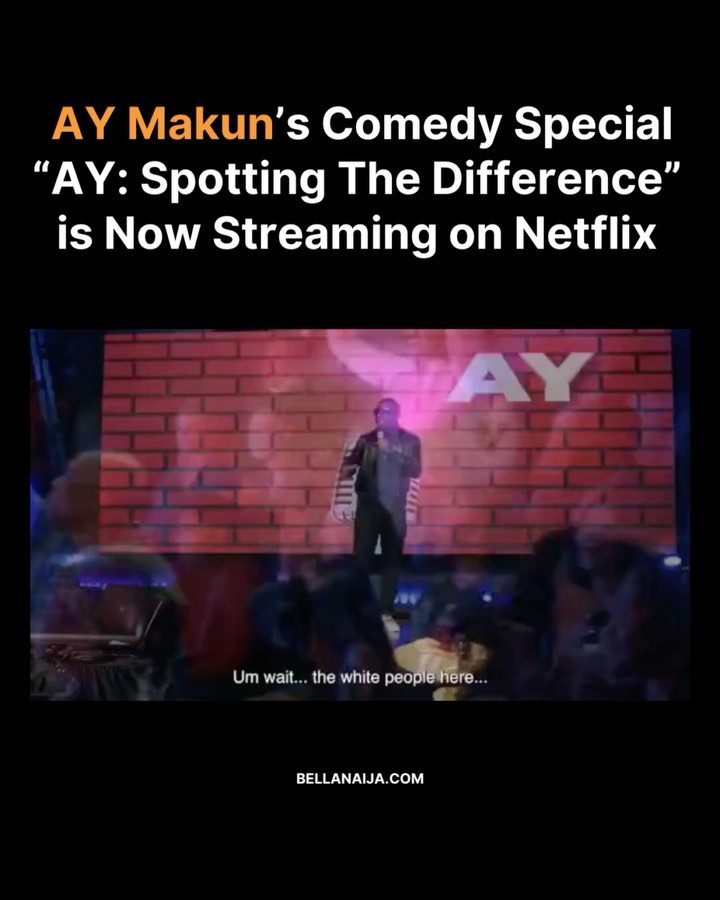 AY Makun’s Comedy Special
“AY: Spotting The Difference”
is Now Streaming on Netflix
AY
Um wait... the white people here...
BELLANAIJA.COM